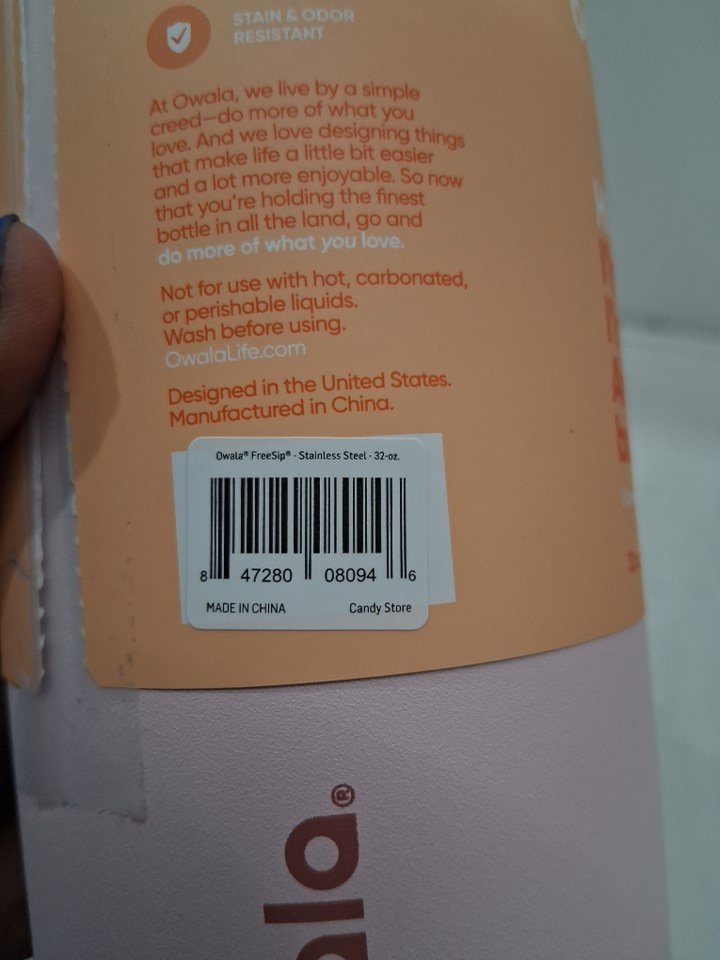 STAIN & ODOR
RESISTANT
At Owala, we live by a simple
creed—do more of what you
love. And we love designing things
that make life a little bit easier
and a lot more enjoyable. So now
that you're holding the finest
bottle in all the land, go and
do more of what you love.
Not for use with hot, carbonated,
or perishable liquids.
Wash before using.
OwalaLife.com
Designed in the United States.
Manufactured in China.
Owala® FreeSip® - Stainless Steel - 32-oz.
8 47280 08094 6
MADE IN CHINA Candy Store
ala®